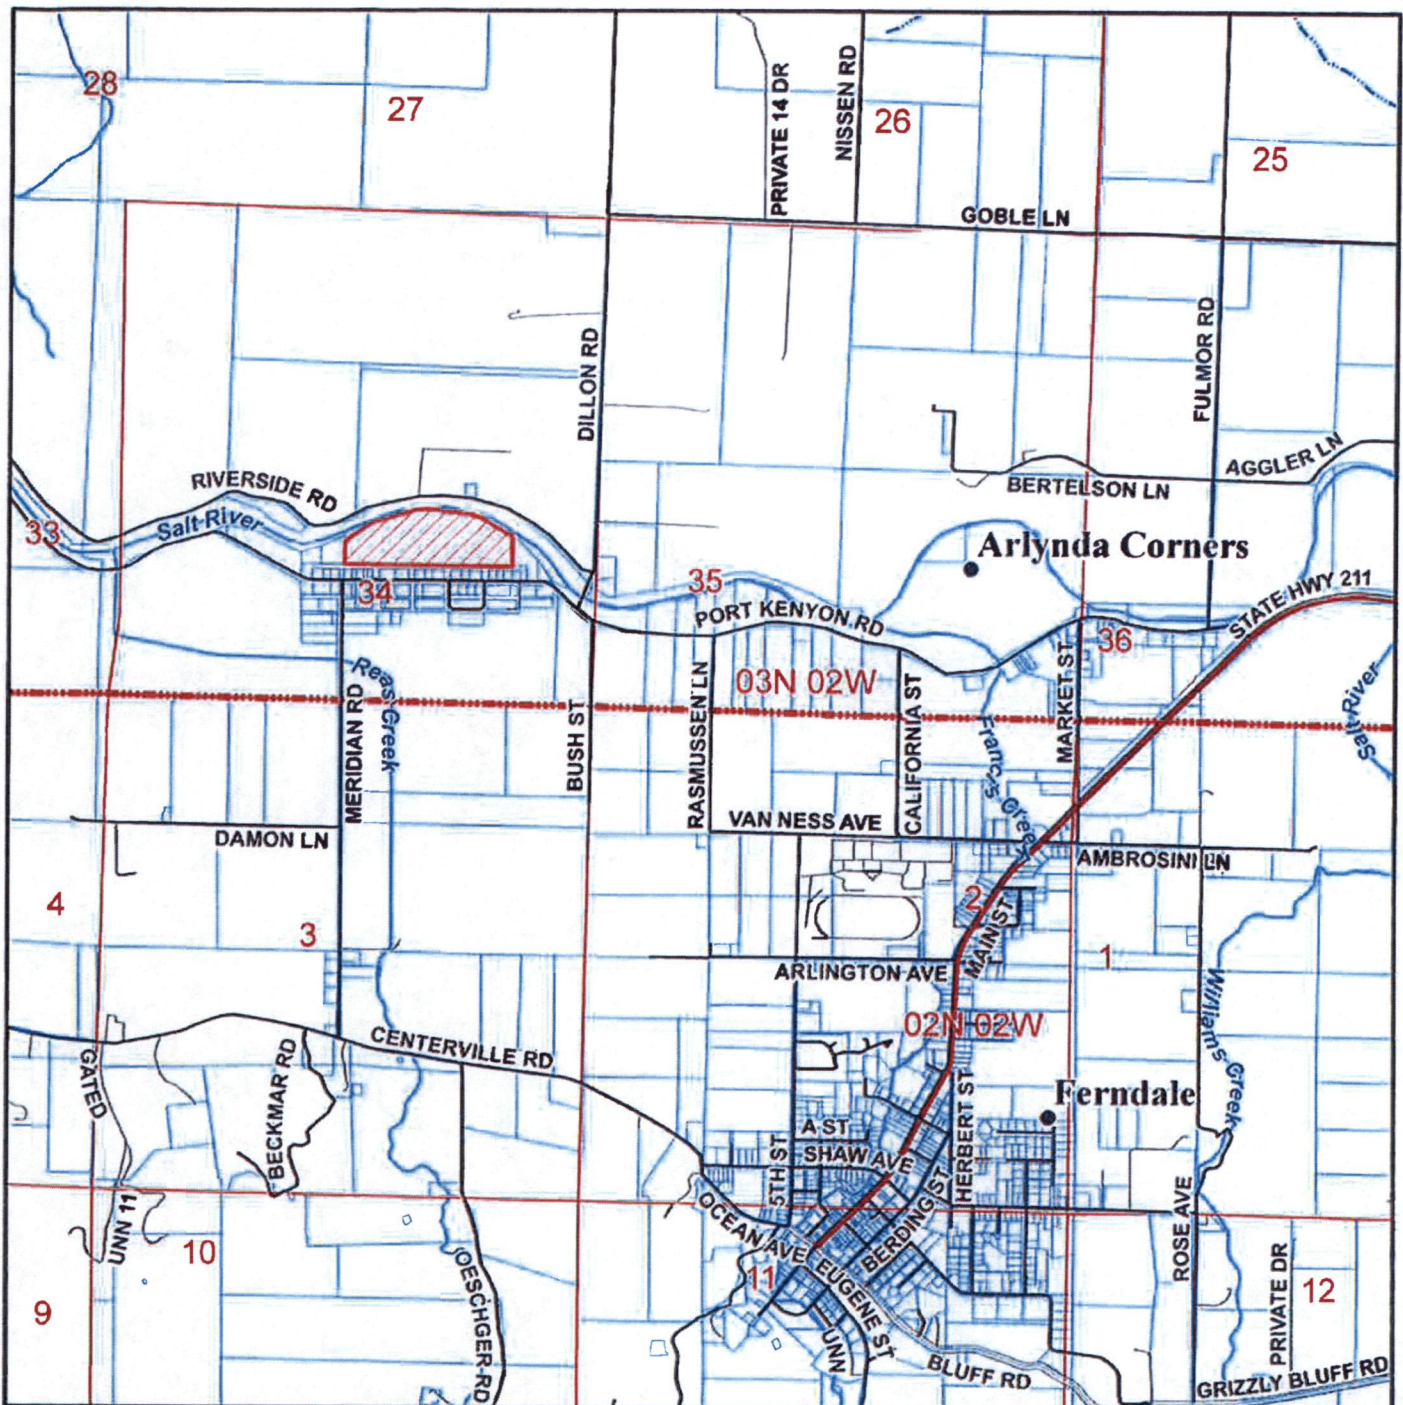 28
27
PRIVATE 14 DR
NISSEN RD
26
25
GOBLE LN
DILLON RD
FULMOR RD
RIVERSIDE RD
AGGLER LN
BERTELSON LN
33
Salt River
Arlynda Corners
34
35
STATE HWY 211
PORT KENYON RD
36
Reas Creek
03N 02W
MERIDIAN RD
BUSH ST
RASMUSSEN LN
CALIFORNIA ST
Francis Creek
MARKET ST
Salt River
DAMON LN
VAN NESS AVE
AMBROSINI LN
4
3
2
MAIN ST
1
ARLINGTON AVE
Williams Creek
02N 02W
CENTERVILLE RD
GATED
BECKMAR RD
HERBERT ST
Ferndale
A ST
SHAW AVE
5TH ST
UNN 11
OCEAN AVE
BERDING ST
ROSE AVE
10
OESCHGER RD
11
EUGENE ST
PRIVATE DR
12
9
UNN
BLUFF RD
GRIZZLY BLUFF RD